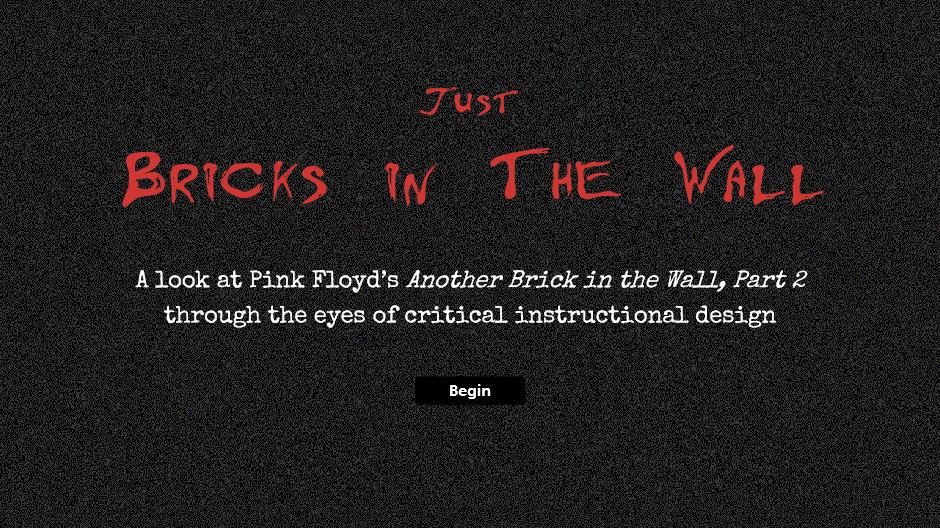 Just
Bricks in The Wall
A look at Pink Floyd's Another Brick in the Wall, Part 2
through the eyes of critical instructional design
Begin